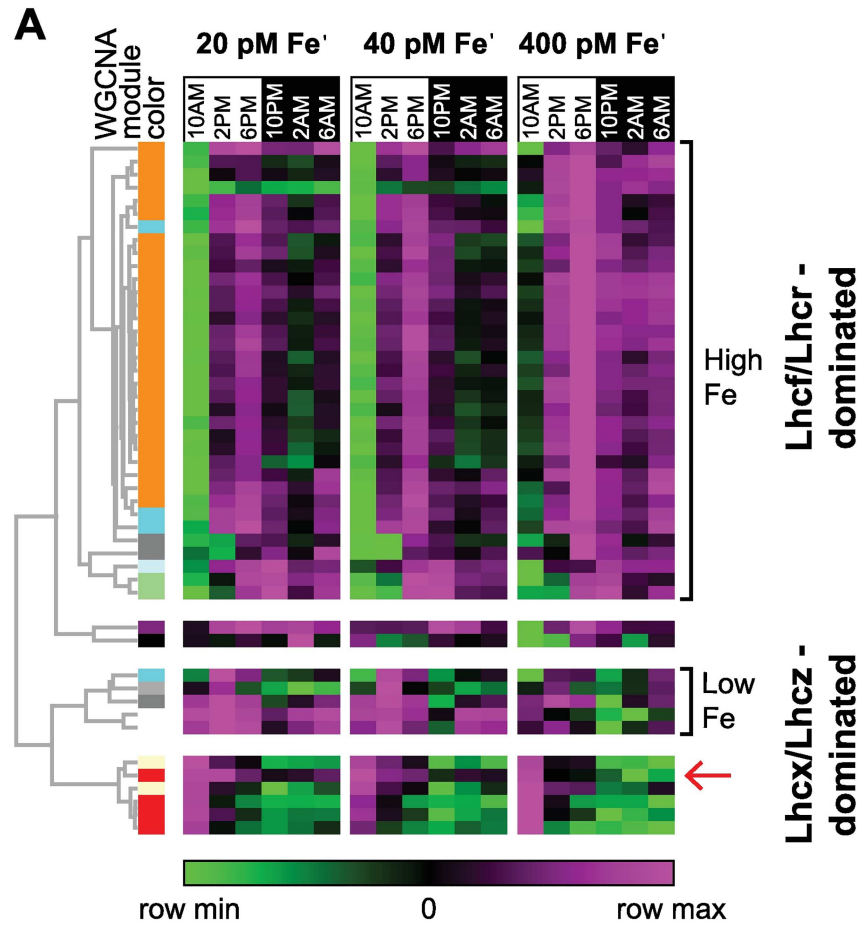 A
WGCNA
module
color
20 pM Fe'
40 pM Fe'
400 pM Fe'
10AM
2PM
6PM
10PM
2AM
6AM
10AM
2PM
6PM
10PM
2AM
6AM
10AM
2PM
6PM
10PM
2AM
6AM
High
Fe
Lhcf/Lhcr -
dominated
Low
Fe
Lhcx/Lhcz -
dominated
row min
0
row max